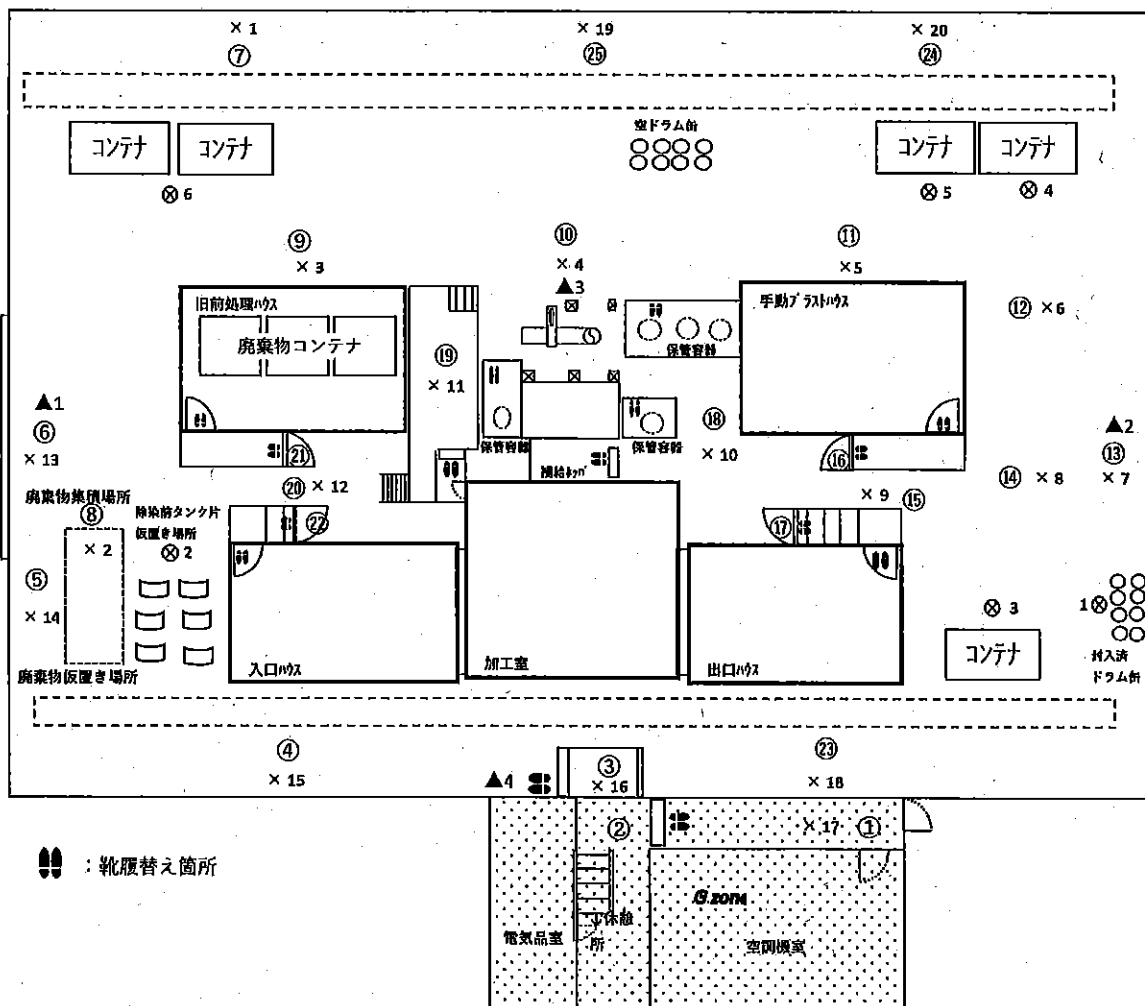 × 1
× 19
× 20
⑦
㉕
㉔
コンテナ
コンテナ
空ドラム缶
コンテナ
コンテナ
⊗ 6
⊗ 5
⊗ 4
⑨
⑩
⑪
× 3
× 4
× 5
▲3
旧前処理ハウス
手動ブラストハウス
⑫ × 6
廃棄物コンテナ
保管容器
⑲
× 11
▲1
▲2
⑥
⑱
⑬
× 13
保管容器
保管容器
× 10
× 7
㉑
⑯
補給ホッパ
⑳ × 12
⑭ × 8
× 9 ⑮
廃棄物集積場所
⑧
除染前タンク片
仮置き場所
㉒
⑰
× 2
⊗ 2
⑤
× 14
⊗ 3
1 ⊗
コンテナ
封入済
ドラム缶
廃棄物仮置き場所
入口ハウス
加工室
出口ハウス
④
③
㉓
× 15
▲4
× 16
× 18
②
× 17
①
：靴履替え箇所
G.zone
休憩
所
電気品室
空調機室